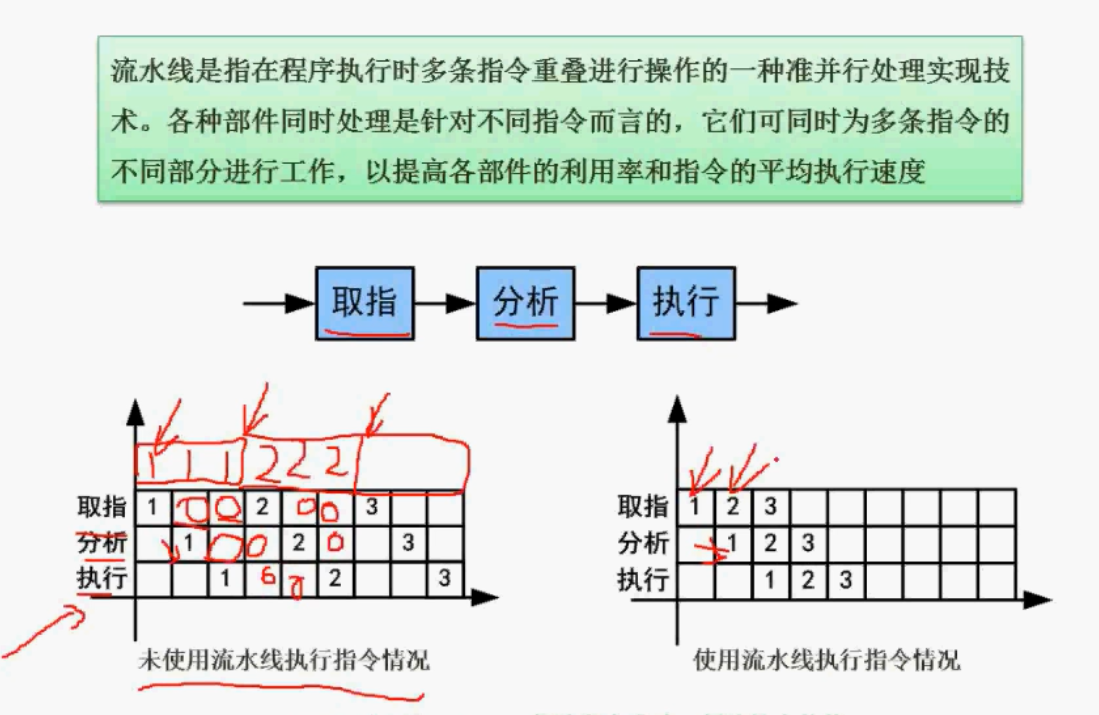 流水线是指在程序执行时多条指令重叠进行操作的一种准并行处理实现技
术。各种部件同时处理是针对不同指令而言的，它们可同时为多条指令的
不同部分进行工作，以提高各部件的利用率和指令的平均执行速度
取指 分析 执行
1 1 1 2 2 2
取指 1 0 0 2 0 0 3
分析 1 0 0 2 0 3
执行 1 2 3
未使用流水线执行指令情况
取指 1 2 3
分析 1 2 3
执行 1 2 3
使用流水线执行指令情况